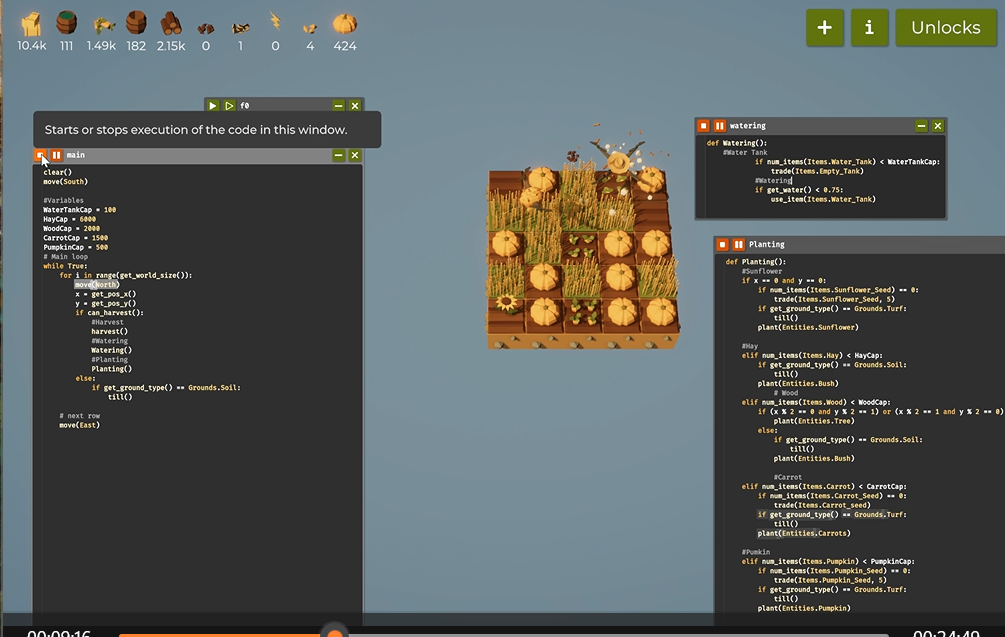 10.4k 111 1.49k 182 2.15k 0 1 0 4 424
+ i Unlocks
f0
Starts or stops execution of the code in this window.
main
clear()
move(South)
#Variables
WaterTankCap = 100
HayCap = 6000
WoodCap = 2000
CarrotCap = 1500
PumpkinCap = 500
# Main loop
while True:
for i in range(get_world_size()):
move(North)
x = get_pos_x()
y = get_pos_y()
if can_harvest():
#Harvest
harvest()
#Watering
Watering()
#Planting
Planting()
else:
if get_ground_type() == Grounds.Soil:
till()
# next row
move(East)
watering
def Watering():
#Water Tank
if num_items(Items.Water_Tank) < WaterTankCap:
trade(Items.Empty_Tank)
#Watering
if get_water() < 0.75:
use_item(Items.Water_Tank)
Planting
def Planting():
#Sunflower
if x == 0 and y == 0:
if num_items(Items.Sunflower_Seed) == 0:
trade(Items.Sunflower_Seed, 5)
if get_ground_type() == Grounds.Turf:
till()
plant(Entities.Sunflower)
#Hay
elif num_items(Items.Hay) < HayCap:
if get_ground_type() == Grounds.Soil:
till()
plant(Entities.Bush)
# Wood
elif num_items(Items.Wood) < WoodCap:
if (x % 2 == 0 and y % 2 == 1) or (x % 2 == 1 and y % 2 == 0)
plant(Entities.Tree)
else:
if get_ground_type() == Grounds.Soil:
till()
plant(Entities.Bush)
#Carrot
elif num_items(Items.Carrot) < CarrotCap:
if num_items(Items.Carrot_Seed) == 0:
trade(Items.Carrot_seed)
if get_ground_type() == Grounds.Turf:
till()
plant(Entities.Carrots)
#Pumkin
elif num_items(Items.Pumpkin) < PumpkinCap:
if num_items(Items.Pumpkin_Seed) == 0:
trade(Items.Pumpkin_Seed, 5)
if get_ground_type() == Grounds.Turf:
till()
plant(Entities.Pumpkin)
00:09:16
00:24:49